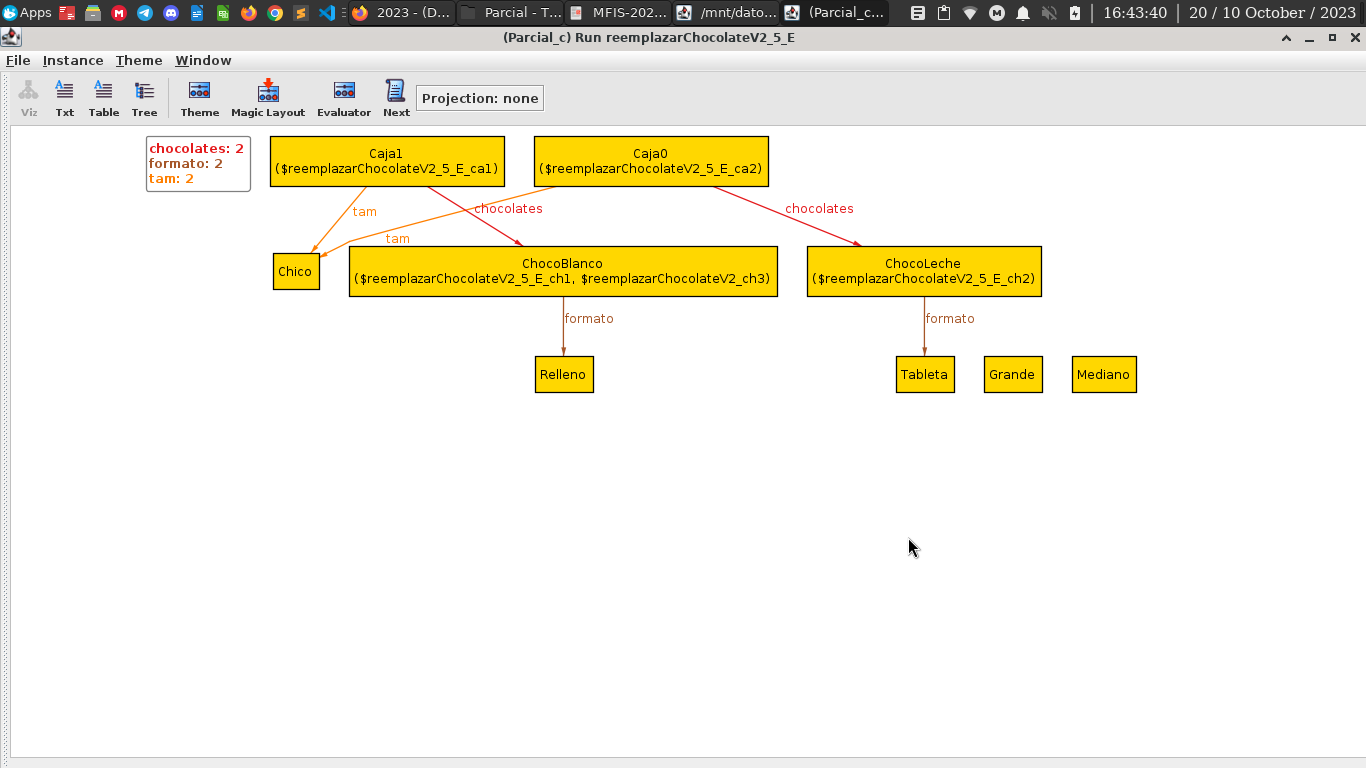 Apps
2023 - (D...
Parcial - T...
MFIS-202...
/mnt/dato...
(Parcial_c...
16:43:40
20 / 10 October / 2023
(Parcial_c) Run reemplazarChocolateV2_5_E
File Instance Theme Window
Viz Txt Table Tree Theme Magic Layout Evaluator Next
Projection: none
chocolates: 2
formato: 2
tam: 2
Caja1
($reemplazarChocolateV2_5_E_ca1)
Caja0
($reemplazarChocolateV2_5_E_ca2)
tam
chocolates
chocolates
tam
Chico
ChocoBlanco
($reemplazarChocolateV2_5_E_ch1, $reemplazarChocolateV2_ch3)
ChocoLeche
($reemplazarChocolateV2_5_E_ch2)
formato
formato
Relleno
Tableta
Grande
Mediano